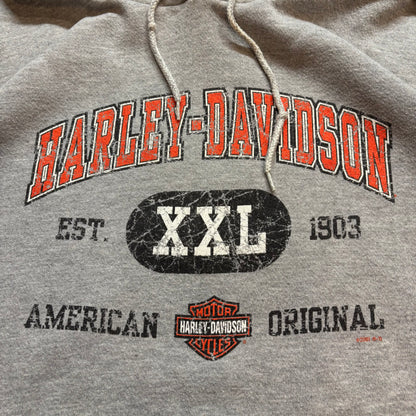 HARLEY-DAVIDSON
EST. XXL 1903
AMERICAN ORIGINAL
MOTOR
HARLEY-DAVIDSON
CYCLES